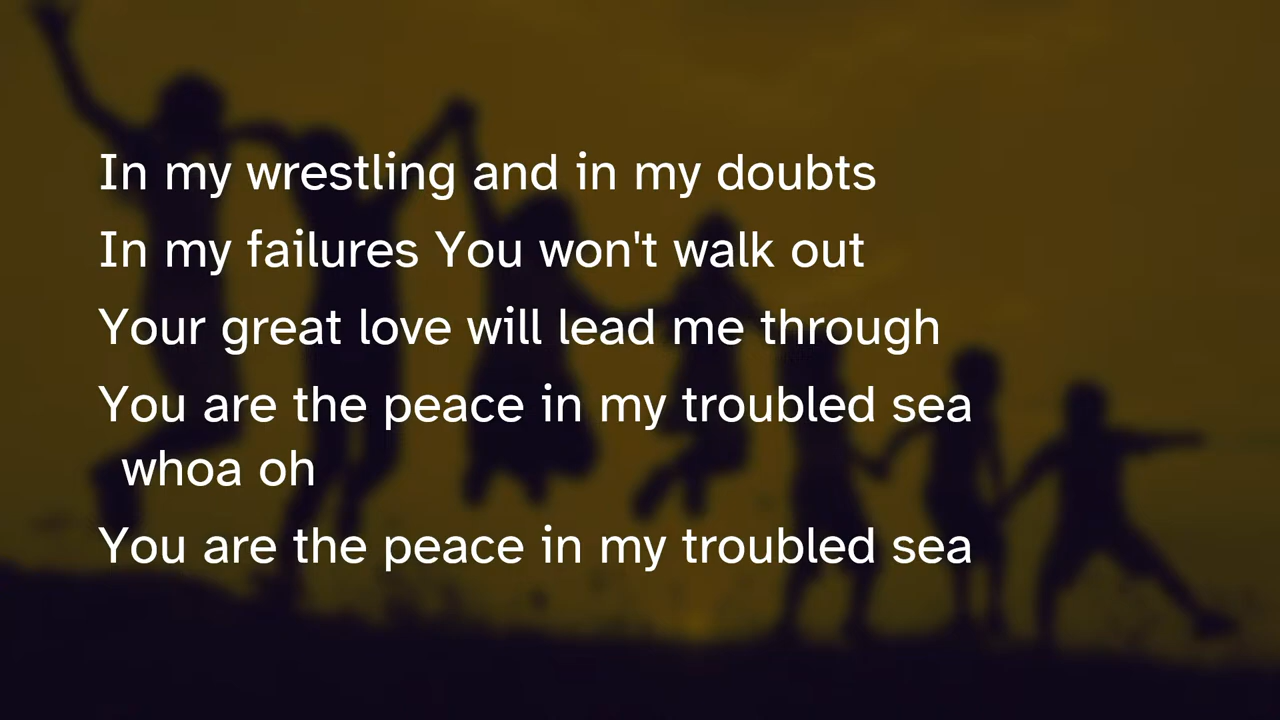 In my wrestling and in my doubts
In my failures You won't walk out
Your great love will lead me through
You are the peace in my troubled sea
whoa oh
You are the peace in my troubled sea